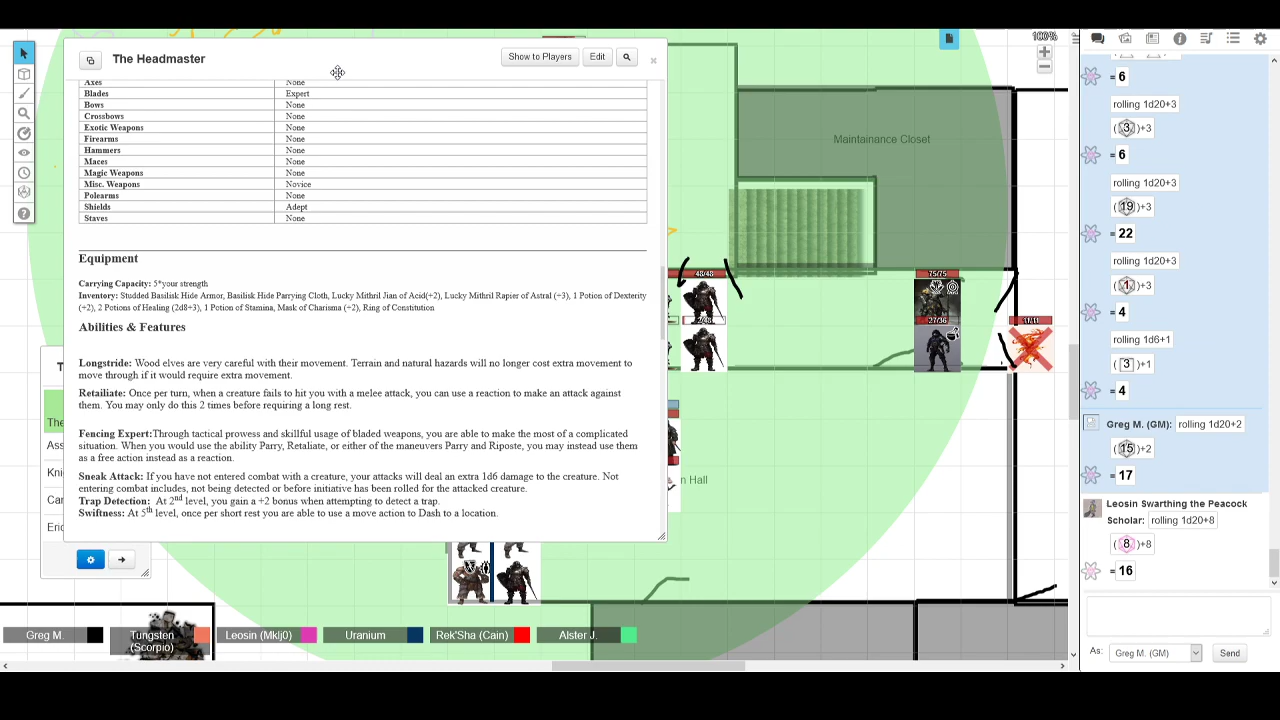 The Headmaster
Show to Players
Edit
100%
Axes None
Blades Expert
Bows None
Crossbows None
Exotic Weapons None
Firearms None
Hammers None
Maces None
Magic Weapons None
Misc. Weapons Novice
Polearms None
Shields Adept
Staves None
Equipment
Carrying Capacity: 5*your strength
Inventory: Studded Basilisk Hide Armor, Basilisk Hide Parrying Cloth, Lucky Mithril Jian of Acid(+2), Lucky Mithril Rapier of Astral (+3), 1 Potion of Dexterity
(+2), 2 Potions of Healing (2d8+3), 1 Potion of Stamina, Mask of Charisma (+2), Ring of Constitution
Abilities & Features
Longstride: Wood elves are very careful with their movement. Terrain and natural hazards will no longer cost extra movement to
move through if it would require extra movement.
Retailiate: Once per turn, when a creature fails to hit you with a melee attack, you can use a reaction to make an attack against
them. You may only do this 2 times before requiring a long rest.
Fencing Expert:Through tactical prowess and skillful usage of bladed weapons, you are able to make the most of a complicated
situation. When you would use the ability Parry, Retaliate, or either of the maneuvers Parry and Riposte, you may instead use them
as a free action instead as a reaction.
Sneak Attack: If you have not entered combat with a creature, your attacks will deal an extra 1d6 damage to the creature. Not
entering combat includes, not being detected or before initiative has been rolled for the attacked creature.
Trap Detection: At 2nd level, you gain a +2 bonus when attempting to detect a trap.
Swiftness: At 5th level, once per short rest you are able to use a move action to Dash to a location.
The
Ass
Kni
Car
Eric
Maintainance Closet
48/48
75/75
27/36
11/11
n Hall
Greg M.
Tungsten
(Scorpio)
Leosin (Mklj0)
Uranium
Rek'Sha (Cain)
Alster J.
= 6
rolling 1d20+3
(3)+3
= 6
rolling 1d20+3
(19)+3
= 22
rolling 1d20+3
(1)+3
= 4
rolling 1d6+1
(3)+1
= 4
Greg M. (GM): rolling 1d20+2
(15)+2
= 17
Leosin Swarthing the Peacock
Scholar: rolling 1d20+8
(8)+8
= 16
As: Greg M. (GM)
Send